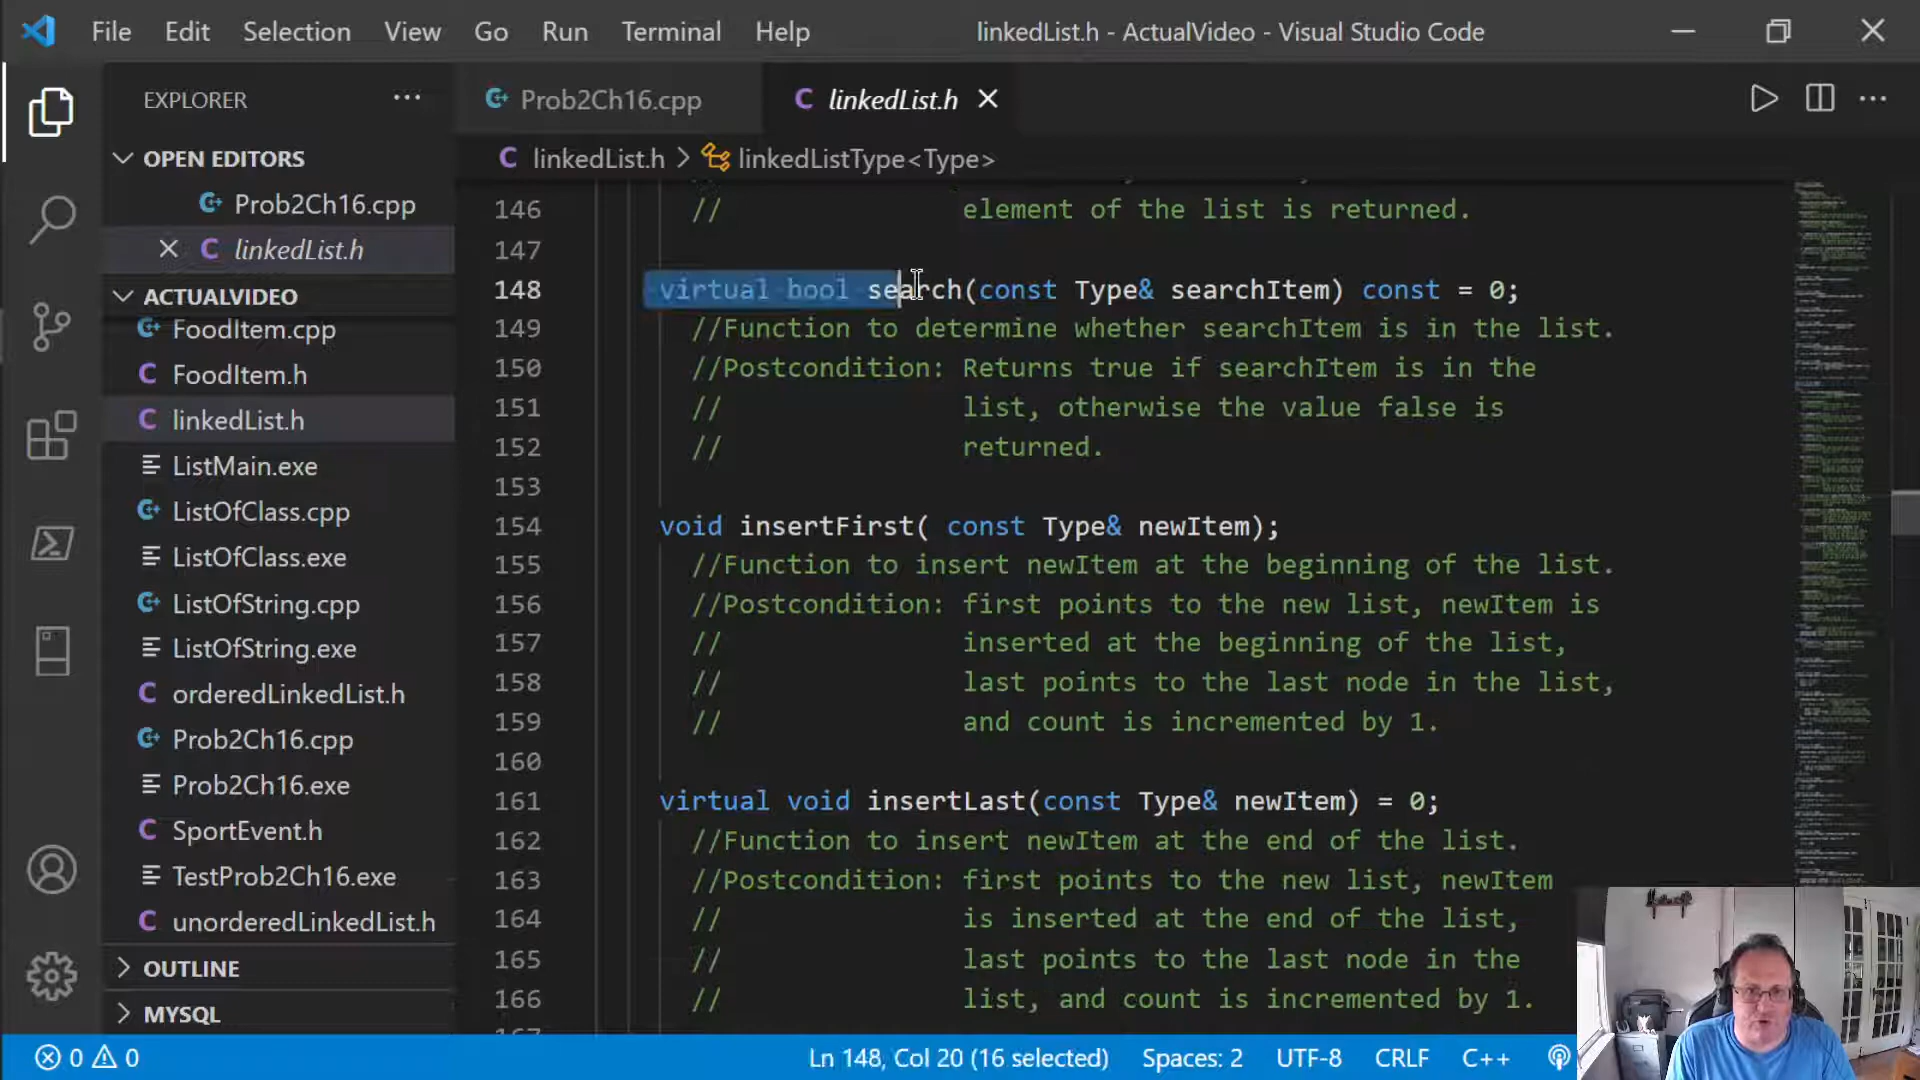 File Edit Selection View Go Run Terminal Help linkedList.h - ActualVideo - Visual Studio Code
EXPLORER
Prob2Ch16.cpp
linkedList.h
OPEN EDITORS
Prob2Ch16.cpp
linkedList.h
ACTUALVIDEO
FoodItem.cpp
FoodItem.h
linkedList.h
ListMain.exe
ListOfClass.cpp
ListOfClass.exe
ListOfString.cpp
ListOfString.exe
orderedLinkedList.h
Prob2Ch16.cpp
Prob2Ch16.exe
SportEvent.h
TestProb2Ch16.exe
unorderedLinkedList.h
OUTLINE
MYSQL
linkedList.h > linkedListType<Type>
146 // element of the list is returned.
147
148 virtual bool search(const Type& searchItem) const = 0;
149 //Function to determine whether searchItem is in the list.
150 //Postcondition: Returns true if searchItem is in the
151 // list, otherwise the value false is
152 // returned.
153
154 void insertFirst( const Type& newItem);
155 //Function to insert newItem at the beginning of the list.
156 //Postcondition: first points to the new list, newItem is
157 // inserted at the beginning of the list,
158 // last points to the last node in the list,
159 // and count is incremented by 1.
160
161 virtual void insertLast(const Type& newItem) = 0;
162 //Function to insert newItem at the end of the list.
163 //Postcondition: first points to the new list, newItem
164 // is inserted at the end of the list,
165 // last points to the last node in the
166 // list, and count is incremented by 1.
0 0 Ln 148, Col 20 (16 selected) Spaces: 2 UTF-8 CRLF C++